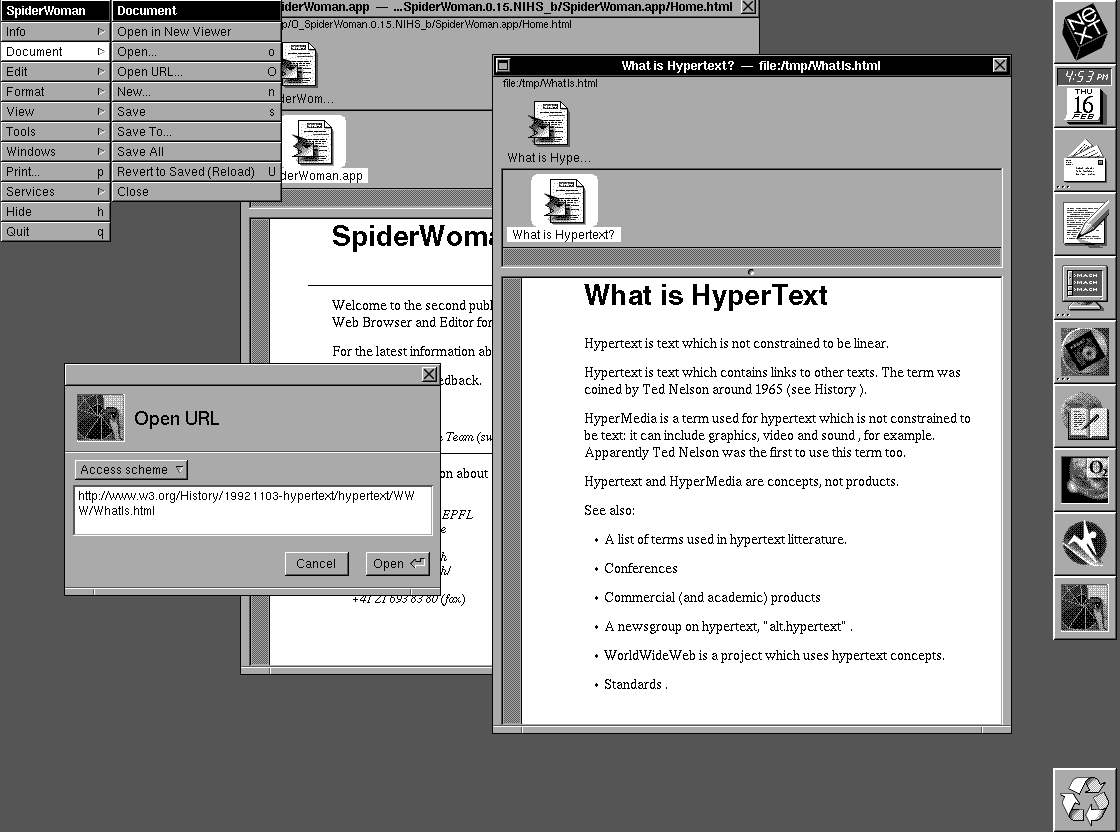 SpiderWoman
Info
Document
Edit
Format
View
Tools
Windows
Print... p
Services
Hide h
Quit q
Document
Open in New Viewer
Open... o
Open URL... O
New... n
Save s
Save To...
Save All
Revert to Saved (Reload) U
Close
derWoman.app — ...SpiderWoman.0.15.NIHS_b/SpiderWoman.app/Home.html
p/O_SpiderWoman.0.15.NIHS_b/SpiderWoman.app/Home.html
derWom...
derWoman.app
SpiderWoma
Welcome to the second publ
Web Browser and Editor for
For the latest information ab
edback.
Team (sw
on about
EPFL
e
h
h/
+41 21 693 83 80 (fax)
Open URL
Access scheme
http://www.w3.org/History/19921103-hypertext/hypertext/WW
W/WhatIs.html
Cancel
Open
What is Hypertext? — file:/tmp/WhatIs.html
file:/tmp/WhatIs.html
What is Hype...
What is Hypertext?
What is HyperText
Hypertext is text which is not constrained to be linear.
Hypertext is text which contains links to other texts. The term was
coined by Ted Nelson around 1965 (see History ).
HyperMedia is a term used for hypertext which is not constrained to
be text: it can include graphics, video and sound , for example.
Apparently Ted Nelson was the first to use this term too.
Hypertext and HyperMedia are concepts, not products.
See also:
• A list of terms used in hypertext litterature.
• Conferences
• Commercial (and academic) products
• A newsgroup on hypertext, "alt.hypertext" .
• WorldWideWeb is a project which uses hypertext concepts.
• Standards .
NeXT
4:53 PM
THU
16
FEB
SMACK
SMACK
SMACK
O2